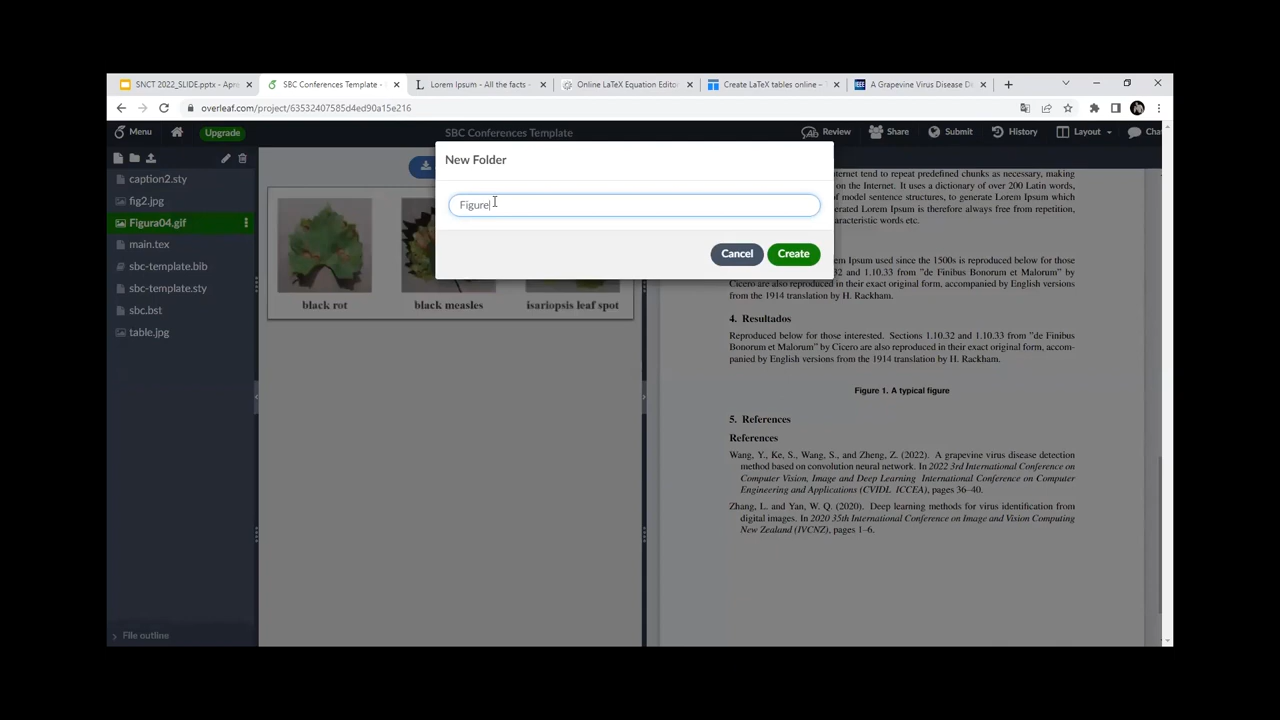 SNCT 2022_SLIDE.pptx - Apre
SBC Conferences Template -
Lorem Ipsum - All the facts -
Online LaTeX Equation Editor
Create LaTeX tables online –
IEEE
A Grapevine Virus Disease D
overleaf.com/project/63532407585d4ed90a15e216
Menu
Upgrade
SBC Conferences Template
Review
Share
Submit
History
Layout
Cha
New Folder
Figure
Cancel
Create
caption2.sty
fig2.jpg
Figura04.gif
main.tex
sbc-template.bib
sbc-template.sty
sbc.bst
table.jpg
File outline
black rot
black measles
isariopsis leaf spot
ternet tend to repeat predefined chunks as necessary, making
on the Internet. It uses a dictionary of over 200 Latin words,
of model sentence structures, to generate Lorem Ipsum which
erated Lorem Ipsum is therefore always free from repetition,
aracteristic words etc.
rem Ipsum used since the 1500s is reproduced below for those
32 and 1.10.33 from "de Finibus Bonorum et Malorum" by
Cicero are also reproduced in their exact original form, accompanied by English versions
from the 1914 translation by H. Rackham.
4. Resultados
Reproduced below for those interested. Sections 1.10.32 and 1.10.33 from "de Finibus
Bonorum et Malorum" by Cicero are also reproduced in their exact original form, accom-
panied by English versions from the 1914 translation by H. Rackham.
Figure 1. A typical figure
5. References
References
Wang, Y., Ke, S., Wang, S., and Zheng, Z. (2022). A grapevine virus disease detection
method based on convolution neural network. In 2022 3rd International Conference on
Computer Vision, Image and Deep Learning International Conference on Computer
Engineering and Applications (CVIDL ICCEA), pages 36–40.
Zhang, L. and Yan, W. Q. (2020). Deep learning methods for virus identification from
digital images. In 2020 35th International Conference on Image and Vision Computing
New Zealand (IVCNZ), pages 1–6.